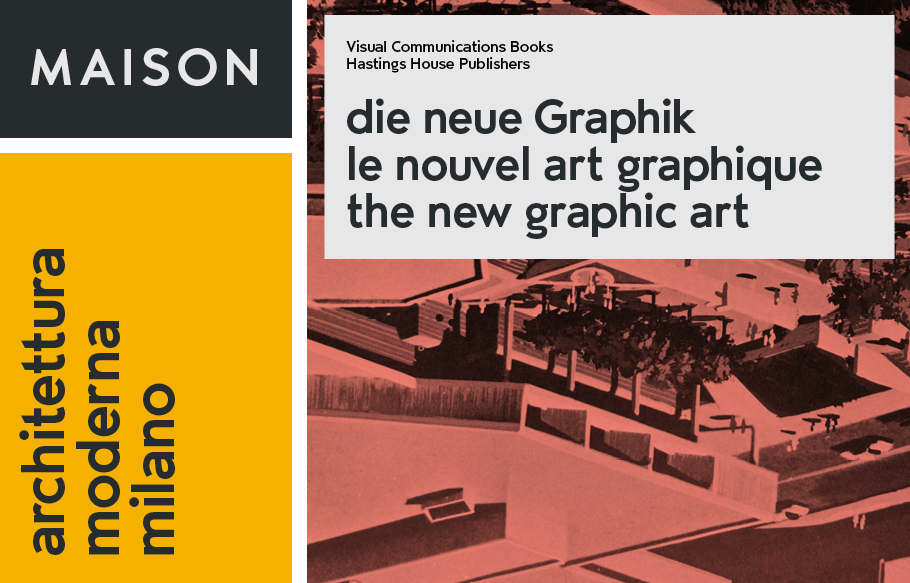 MAISON
architettura
moderna
milano
Visual Communications Books
Hastings House Publishers
die neue Graphik
le nouvel art graphique
the new graphic art